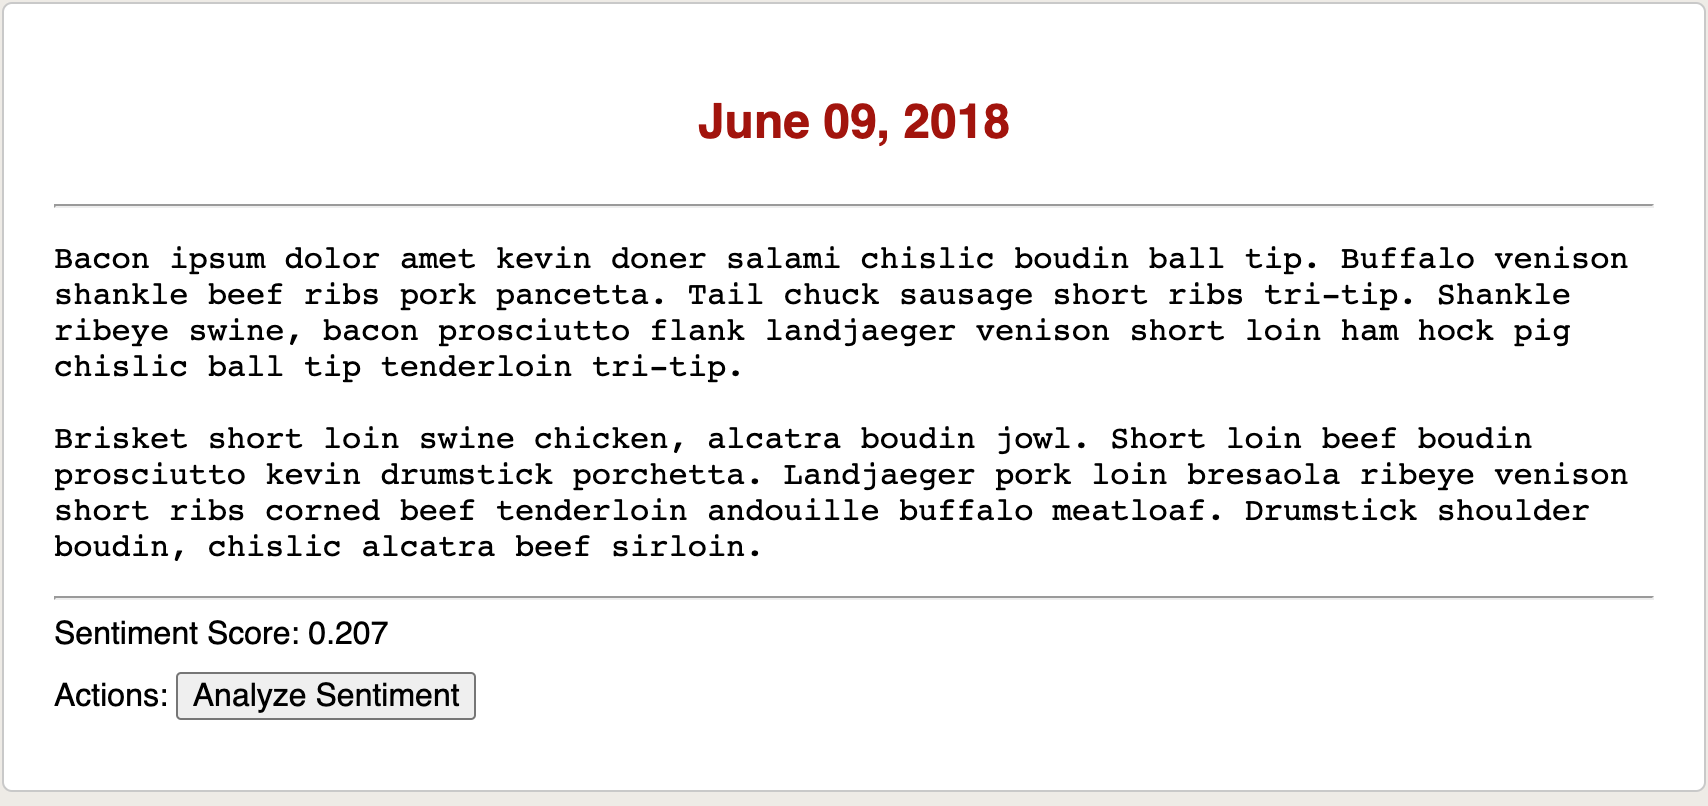 June 09, 2018
Bacon ipsum dolor amet kevin doner salami chislic boudin ball tip. Buffalo venison
shankle beef ribs pork pancetta. Tail chuck sausage short ribs tri-tip. Shankle
ribeye swine, bacon prosciutto flank landjaeger venison short loin ham hock pig
chislic ball tip tenderloin tri-tip.
Brisket short loin swine chicken, alcatra boudin jowl. Short loin beef boudin
prosciutto kevin drumstick porchetta. Landjaeger pork loin bresaola ribeye venison
short ribs corned beef tenderloin andouille buffalo meatloaf. Drumstick shoulder
boudin, chislic alcatra beef sirloin.
Sentiment Score: 0.207
Actions: Analyze Sentiment